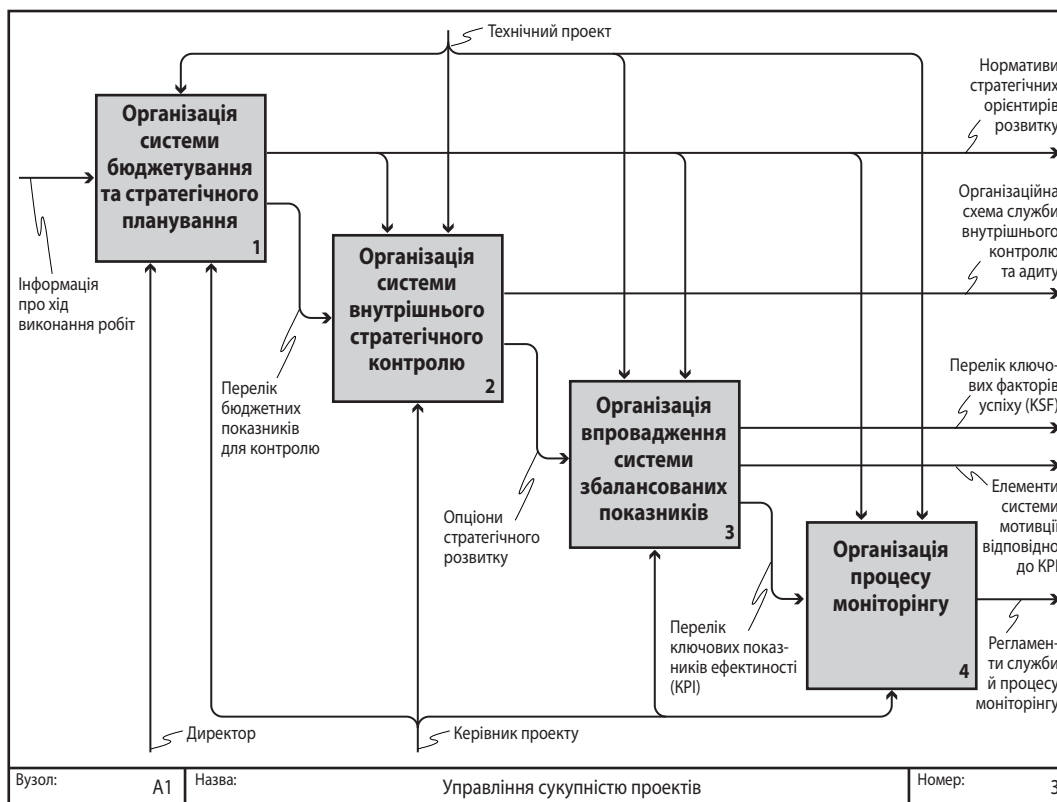 Технічний проект
Нормативи
стратегічних
орієнтирів
розвитку
Організація
системи
бюджетування
та стратегічного
планування
1
Організаційна
схема служби
внутрішнього
контролю
та адиту
Інформація
про хід
виконання робіт
Організація
системи
внутрішнього
стратегічного
контролю
2
Перелік
бюджетних
показників
для контролю
Перелік ключо-
вих факторів
успіху (KSF)
Організація
впровадження
системи
збалансованих
показників
3
Опціони
стратегічного
розвитку
Елементи
системи
мотивції
відповідно
до KPI
Організація
процесу
моніторінгу
4
Перелік
ключових показ-
ників ефектиності
(KPI)
Регламен-
ти служби
й процесу
моніторінгу
Директор
Керівник проекту
Вузол:
A1
Назва:
Управління сукупністю проектів
Номер:
3